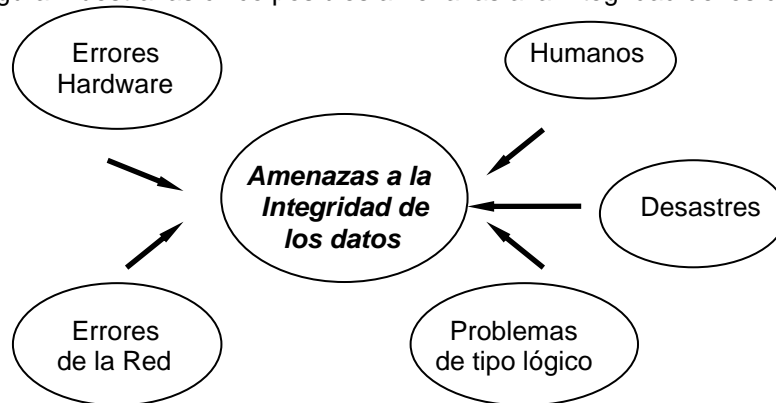 Errores
Hardware
Humanos
Amenazas a la
Integridad de
los datos
Desastres
Errores
de la Red
Problemas
de tipo lógico